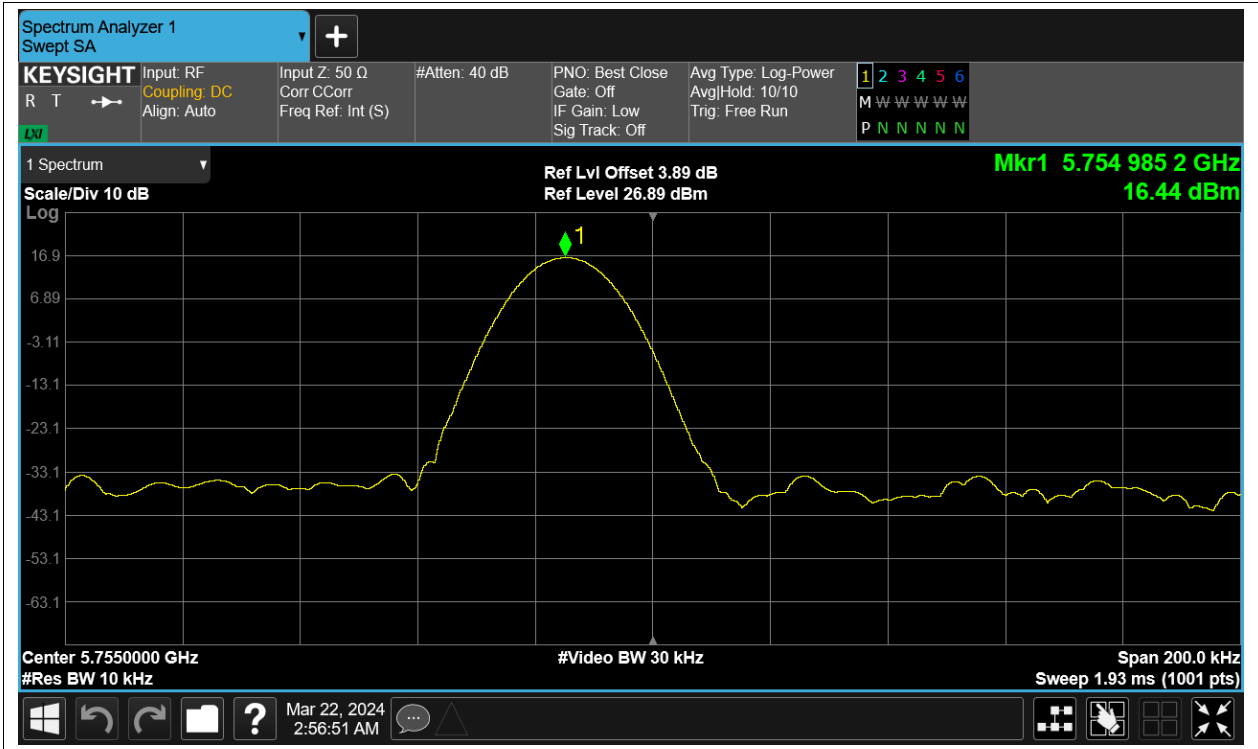 Spectrum Analyzer 1
Swept SA
+
KEYSIGHT
R T
LXI
Input: RF
Coupling: DC
Align: Auto
Input Z: 50 Ω
Corr CCorr
Freq Ref: Int (S)
#Atten: 40 dB
PNO: Best Close
Gate: Off
IF Gain: Low
Sig Track: Off
Avg Type: Log-Power
Avg|Hold: 10/10
Trig: Free Run
1 2 3 4 5 6
M W W W W W
P N N N N N
1 Spectrum
Scale/Div 10 dB
Log
Ref Lvl Offset 3.89 dB
Ref Level 26.89 dBm
Mkr1 5.754 985 2 GHz
16.44 dBm
1
16.9
6.89
-3.11
-13.1
-23.1
-33.1
-43.1
-53.1
-63.1
Center 5.7550000 GHz
#Res BW 10 kHz
#Video BW 30 kHz
Span 200.0 kHz
Sweep 1.93 ms (1001 pts)
?
Mar 22, 2024
2:56:51 AM